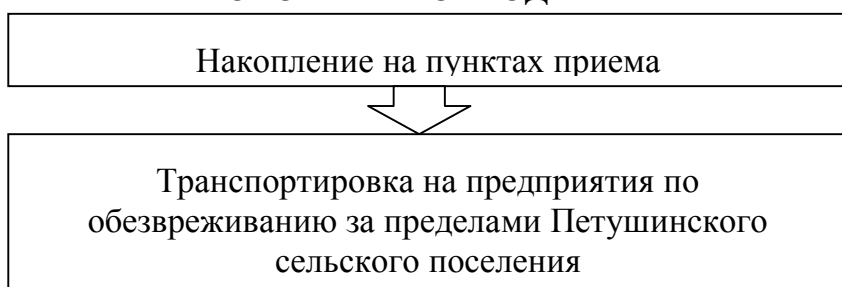 Накопление на пунктах приема
Транспортировка на предприятия по
обезвреживанию за пределами Петушинского
сельского поселения